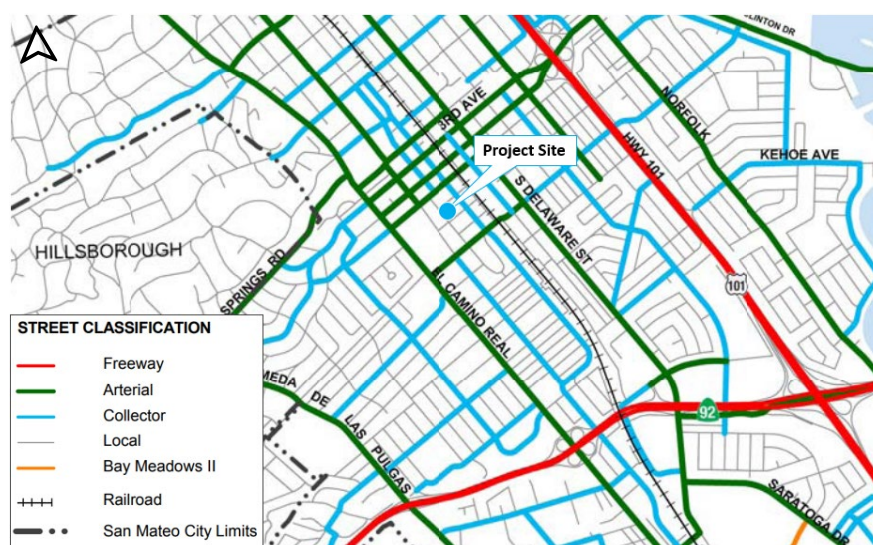 CLINTON DR
3RD AVE
NORFOLK
Project Site
HWY 101
KEHOE AVE
S DELAWARE ST
HILLSBOROUGH
SPRINGS RD
101
EL CAMINO REAL
STREET CLASSIFICATION
Freeway
Arterial
Collector
Local
Bay Meadows II
Railroad
San Mateo City Limits
MEDA DE LAS PULGAS
92
SARATOGA DR